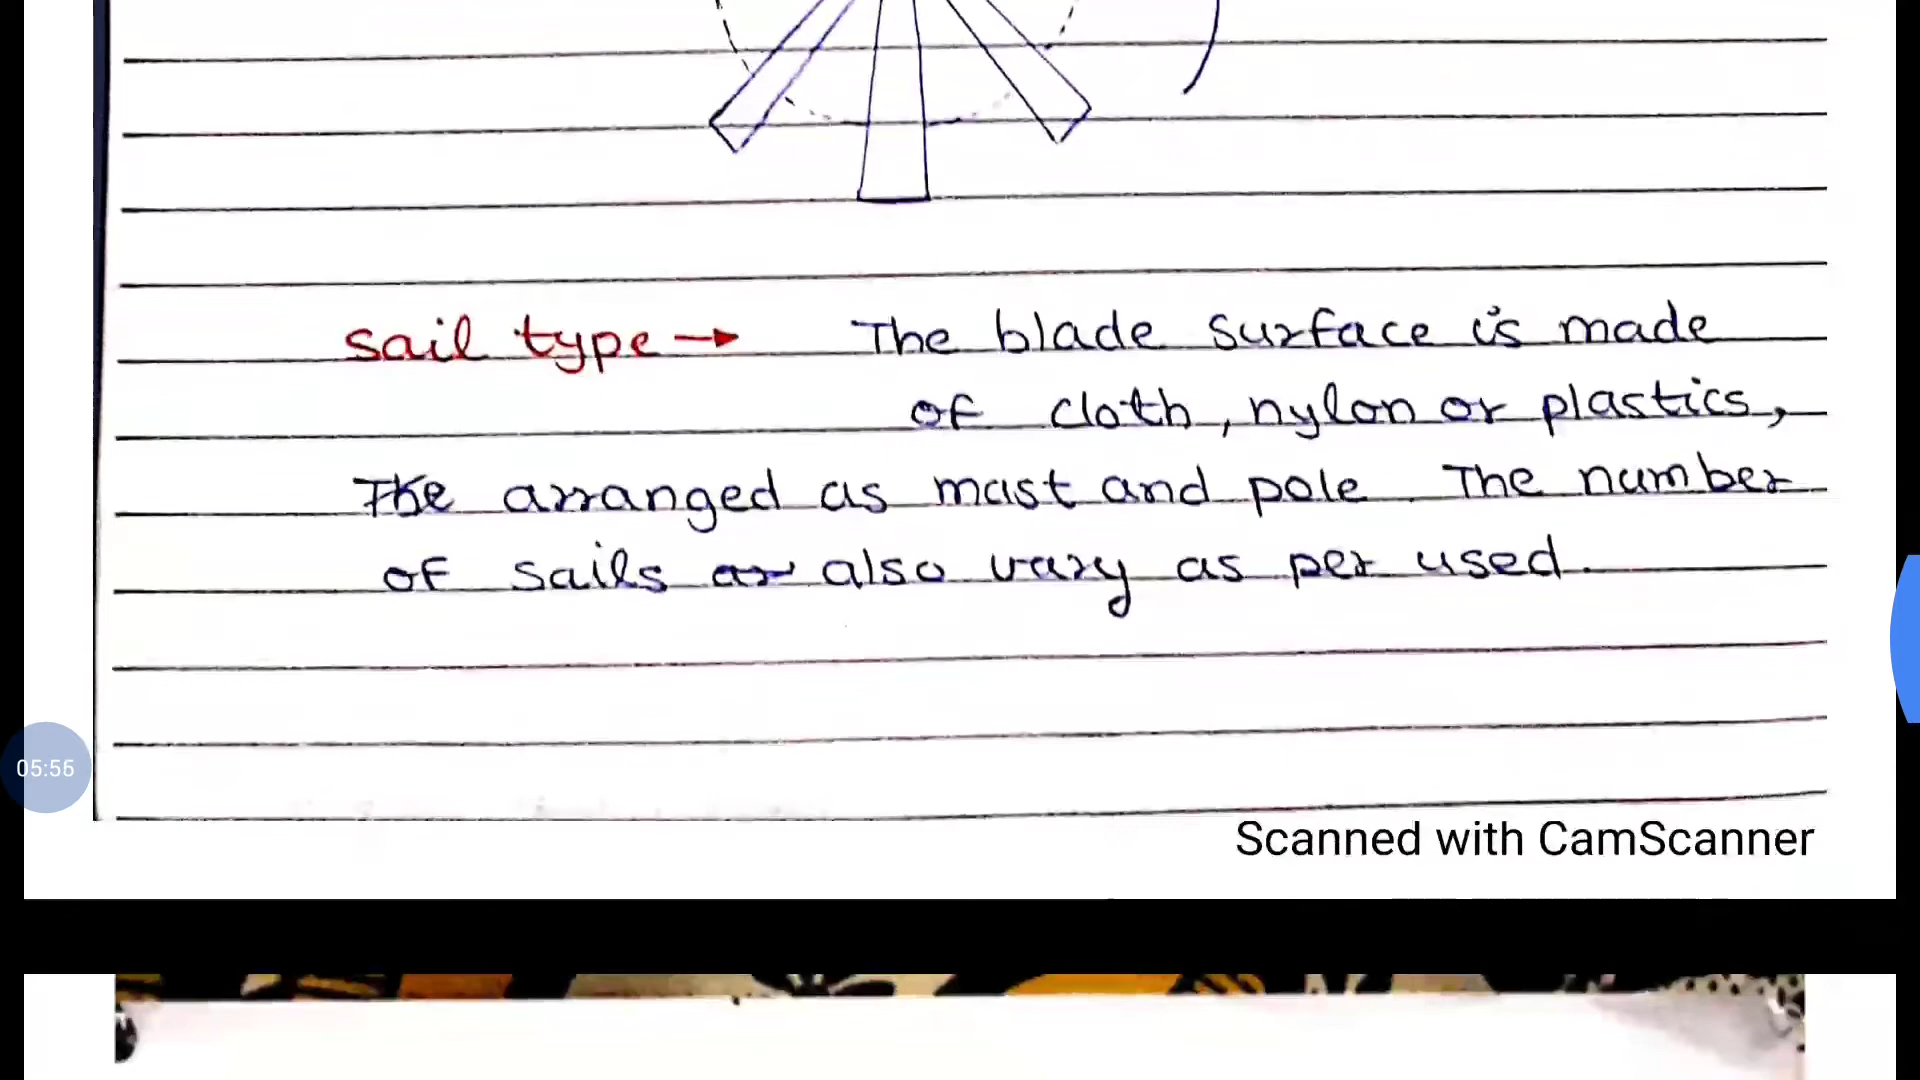 sail type → The blade surface is made
of cloth, nylon or plastics,
The arranged as mast and pole. The number
of sails ar also vary as per used.
05:56
Scanned with CamScanner